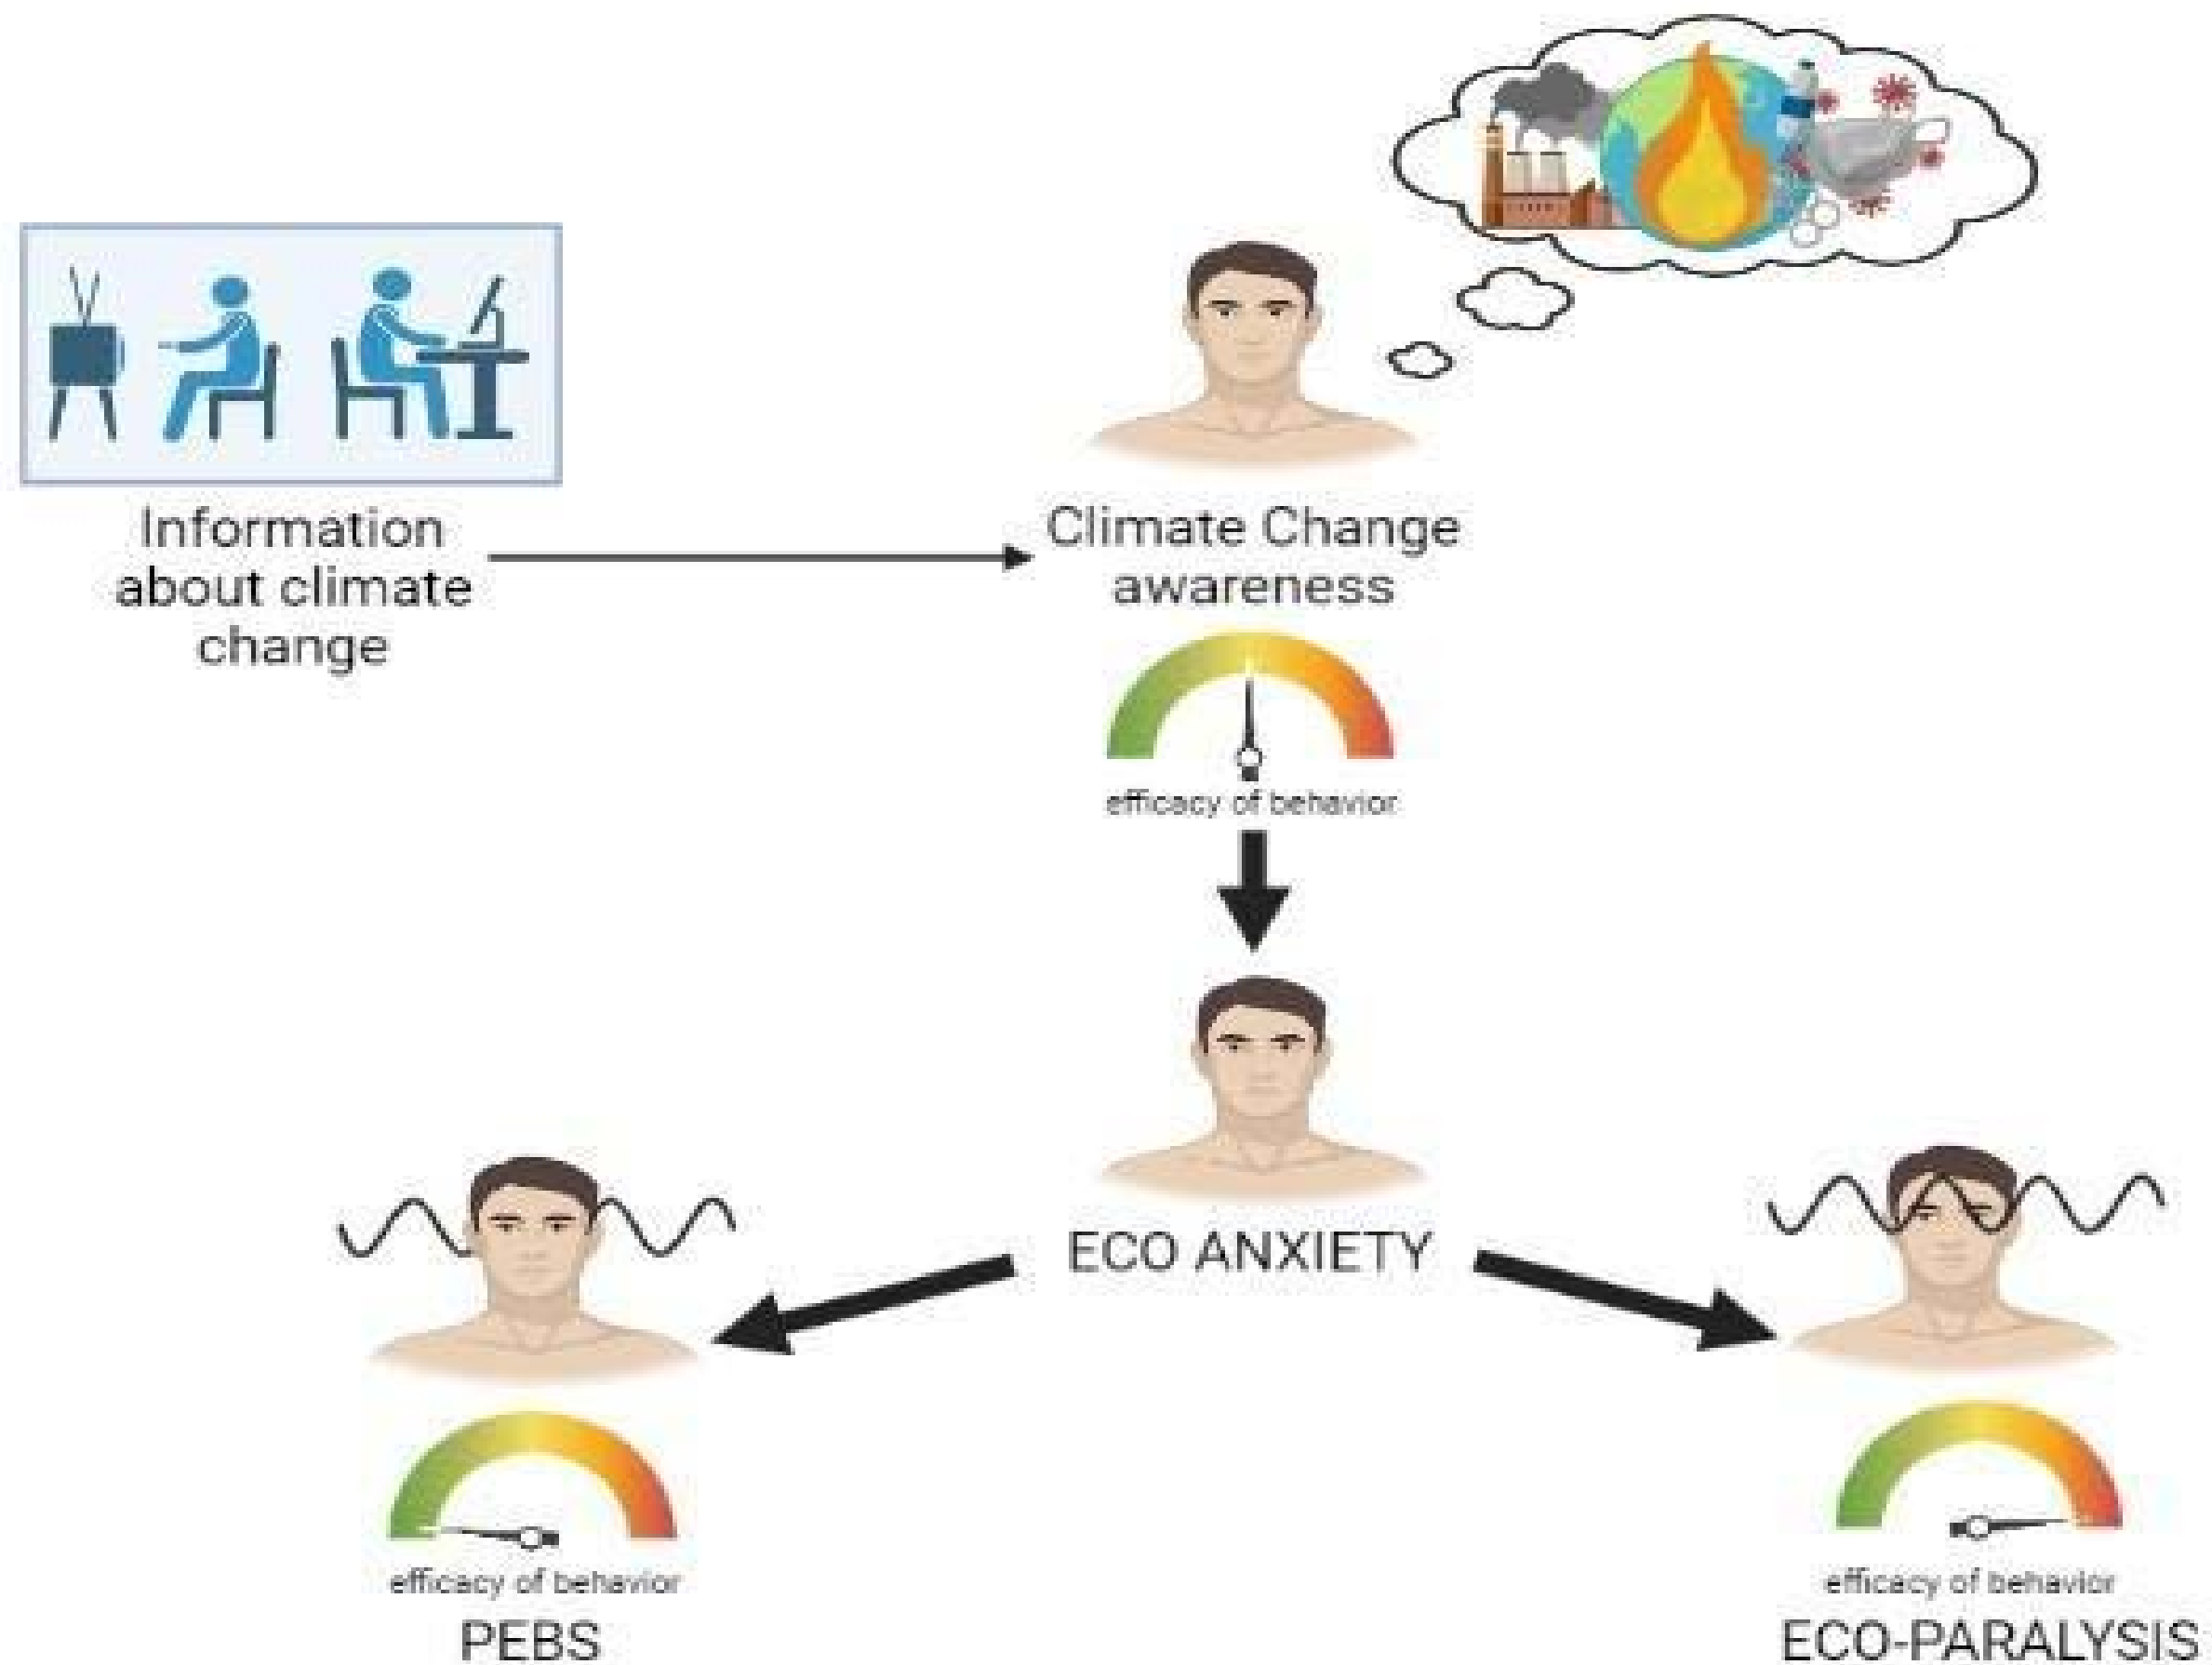 Information
about climate
change
Climate Change
awareness
efficacy of behavior
ECO ANXIETY
efficacy of behavior
PEBS
efficacy of behavior
ECO-PARALYSIS